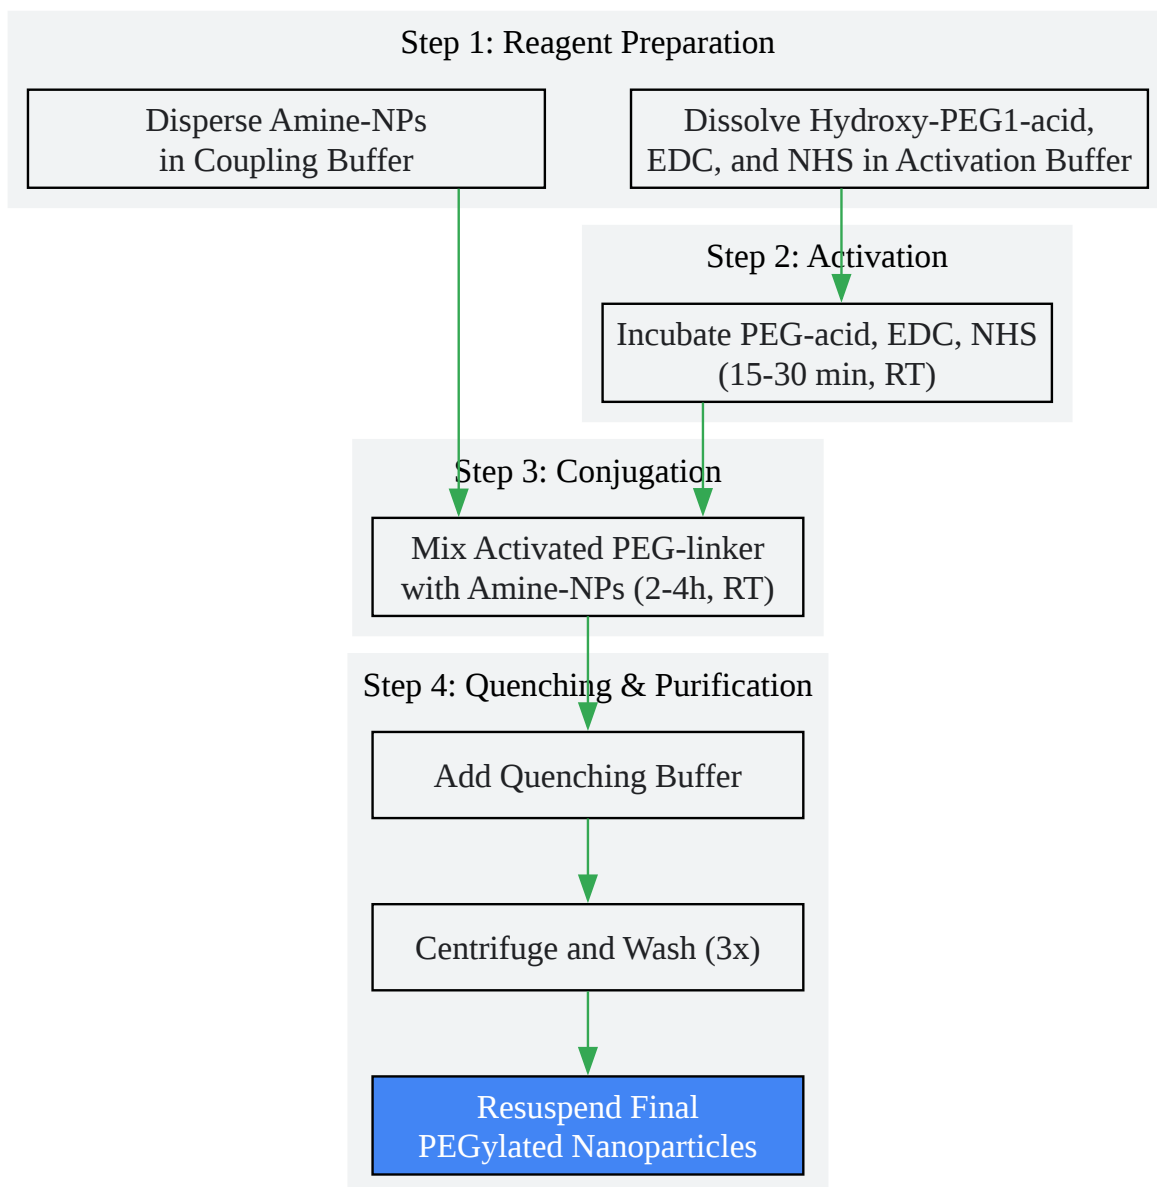 Step 1: Reagent Preparation
Disperse Amine-NPs
in Coupling Buffer
Dissolve Hydroxy-PEG1-acid,
EDC, and NHS in Activation Buffer
Step 2: Activation
Incubate PEG-acid, EDC, NHS
(15-30 min, RT)
Step 3: Conjugation
Mix Activated PEG-linker
with Amine-NPs (2-4h, RT)
Step 4: Quenching & Purification
Add Quenching Buffer
Centrifuge and Wash (3x)
Resuspend Final
PEGylated Nanoparticles